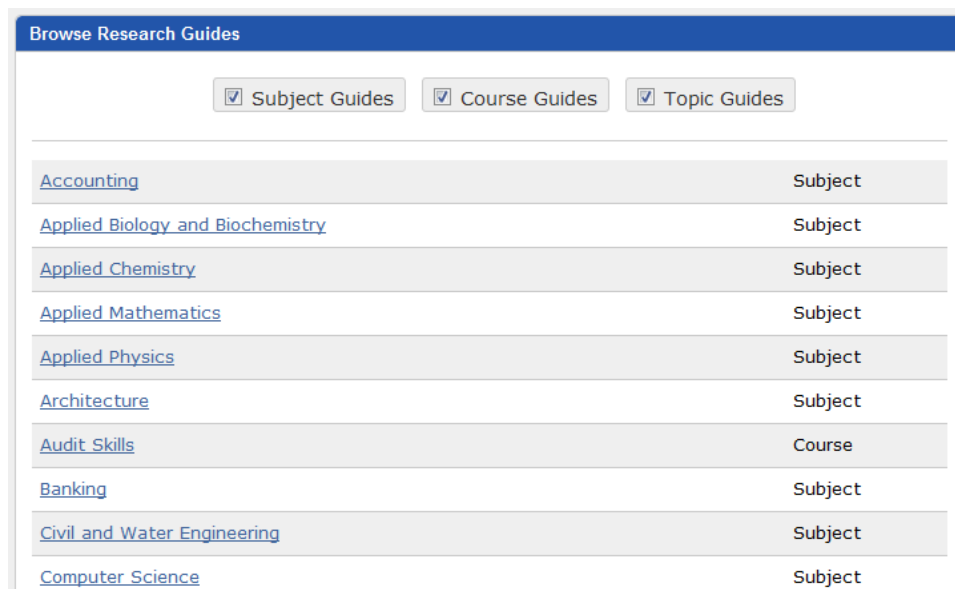 Browse Research Guides
Subject Guides Course Guides Topic Guides
Accounting Subject
Applied Biology and Biochemistry Subject
Applied Chemistry Subject
Applied Mathematics Subject
Applied Physics Subject
Architecture Subject
Audit Skills Course
Banking Subject
Civil and Water Engineering Subject
Computer Science Subject